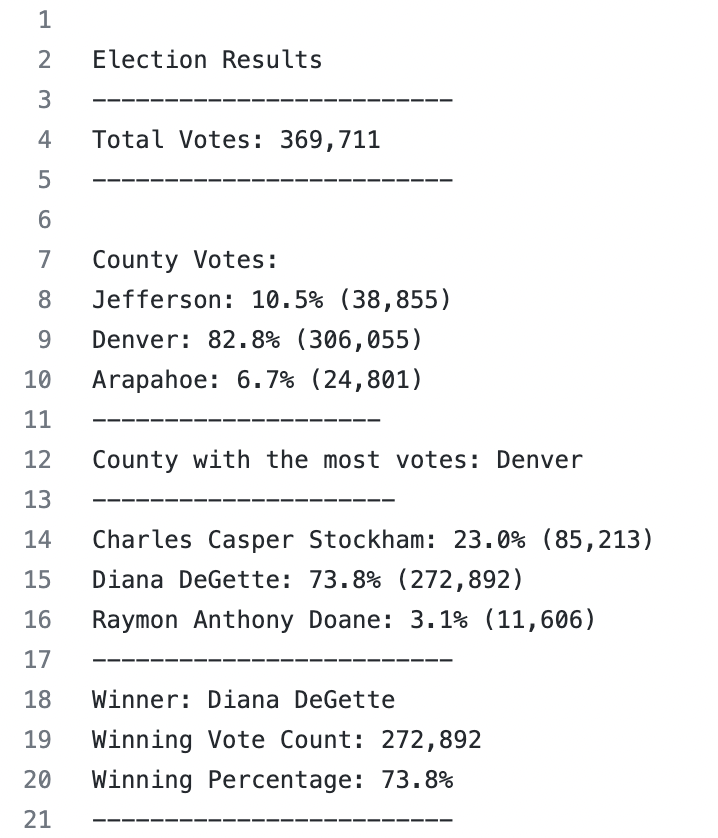 1
2 Election Results
3 -------------------------
4 Total Votes: 369,711
5 -------------------------
6
7 County Votes:
8 Jefferson: 10.5% (38,855)
9 Denver: 82.8% (306,055)
10 Arapahoe: 6.7% (24,801)
11 --------------------
12 County with the most votes: Denver
13 ---------------------
14 Charles Casper Stockham: 23.0% (85,213)
15 Diana DeGette: 73.8% (272,892)
16 Raymon Anthony Doane: 3.1% (11,606)
17 -------------------------
18 Winner: Diana DeGette
19 Winning Vote Count: 272,892
20 Winning Percentage: 73.8%
21 -------------------------